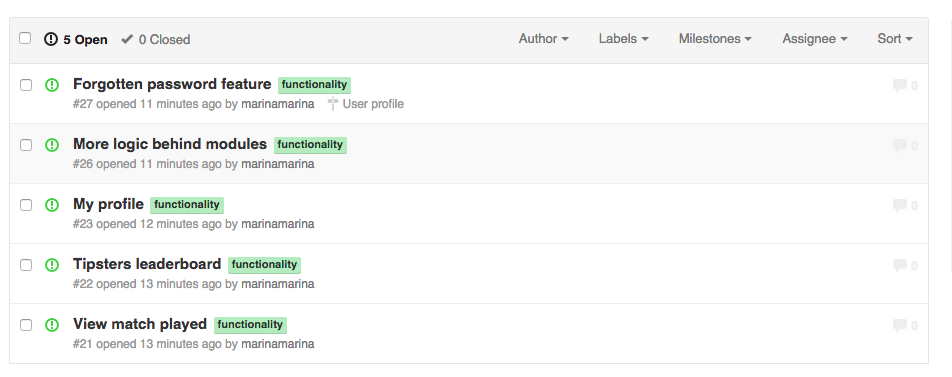 5 Open 0 Closed Author Labels Milestones Assignee Sort
Forgotten password feature functionality 0
#27 opened 11 minutes ago by marinamarina User profile
More logic behind modules functionality 0
#26 opened 11 minutes ago by marinamarina
My profile functionality 0
#23 opened 12 minutes ago by marinamarina
Tipsters leaderboard functionality 0
#22 opened 13 minutes ago by marinamarina
View match played functionality 0
#21 opened 13 minutes ago by marinamarina